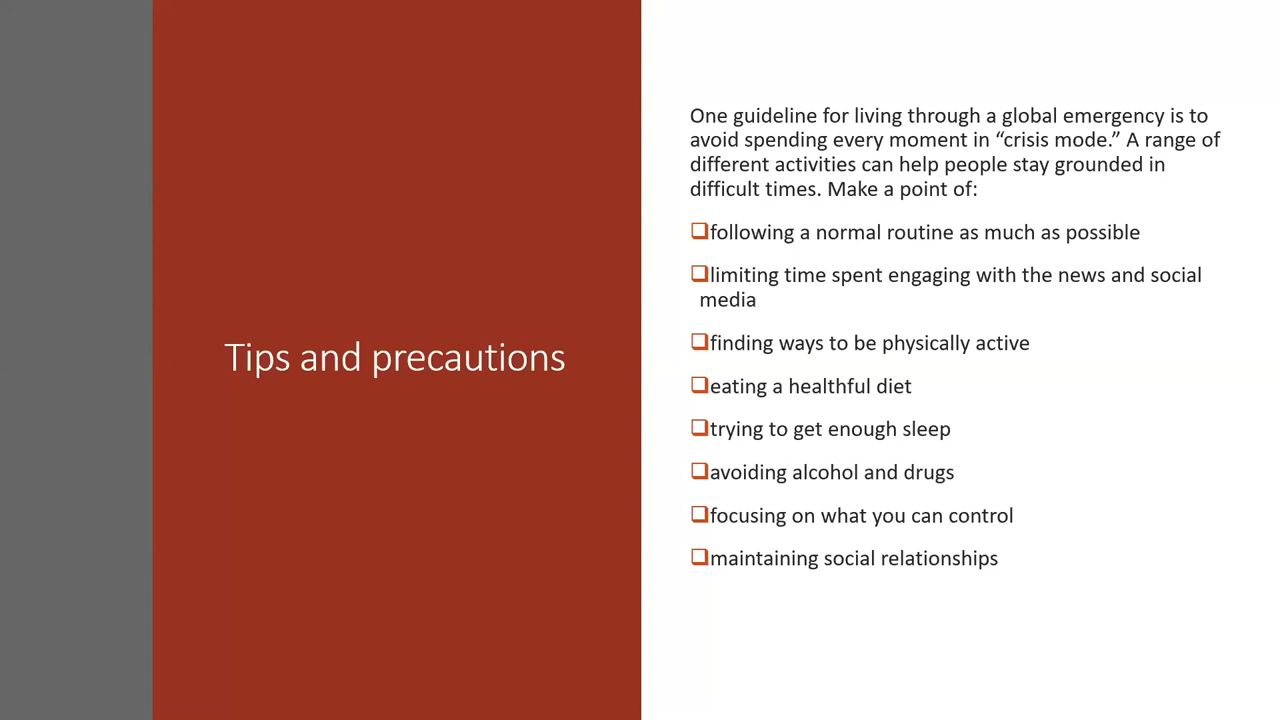 Tips and precautions
One guideline for living through a global emergency is to
avoid spending every moment in “crisis mode.” A range of
different activities can help people stay grounded in
difficult times. Make a point of:
❑following a normal routine as much as possible
❑limiting time spent engaging with the news and social
media
❑finding ways to be physically active
❑eating a healthful diet
❑trying to get enough sleep
❑avoiding alcohol and drugs
❑focusing on what you can control
❑maintaining social relationships